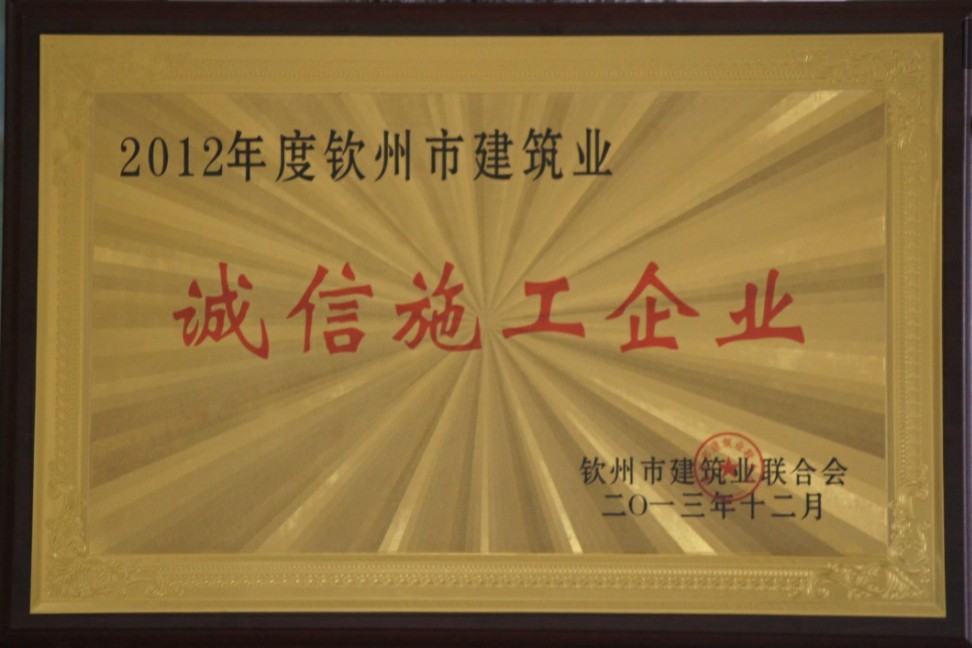 2012年度钦州市建筑业
诚信施工企业
钦州市建筑业联合会
二〇一三年十二月